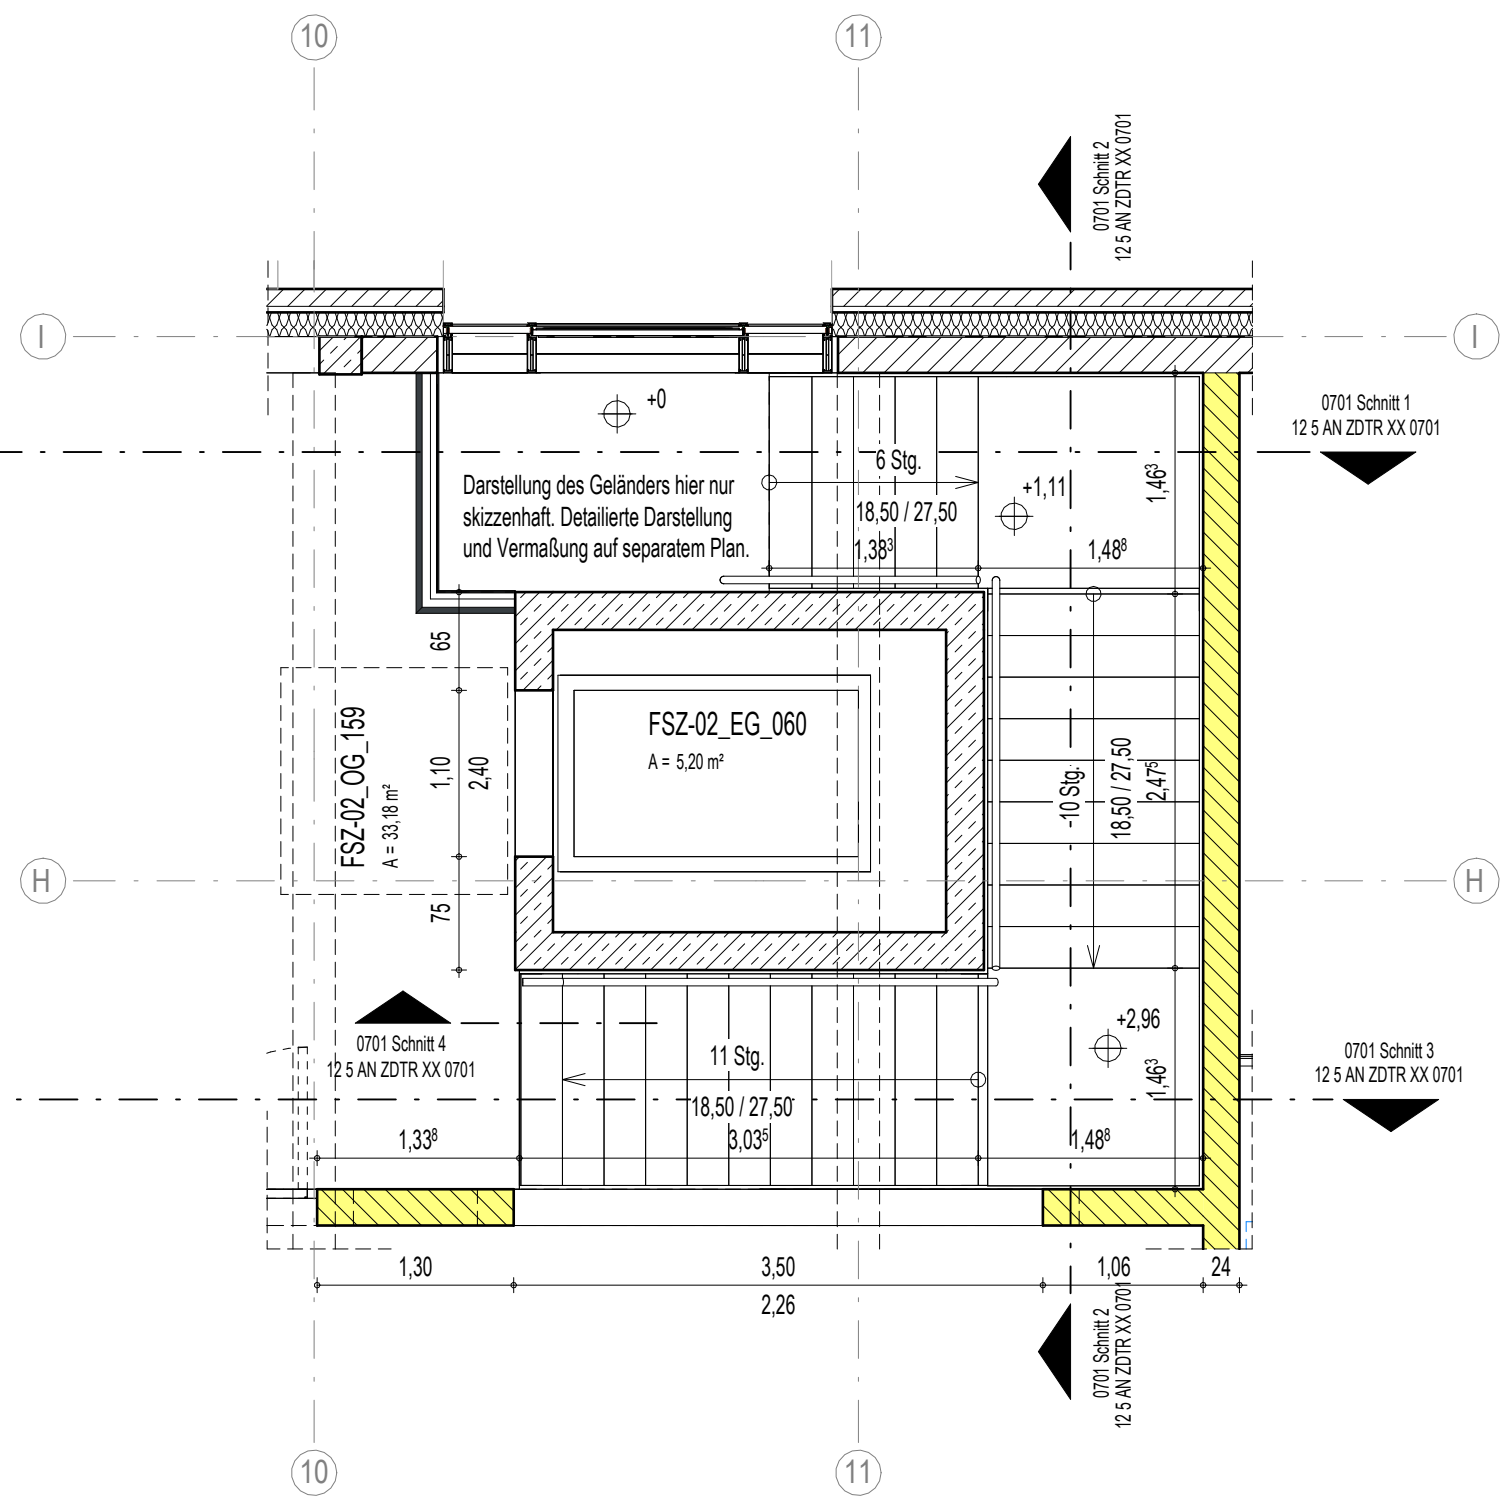 10
11
0701 Schnitt 2
12 5 AN ZDTR XX 0701
I
I
0701 Schnitt 1
12 5 AN ZDTR XX 0701
+0
6 Stg.
18,50 / 27,50
1,38³
+1,11
1,48⁸
1,46³
Darstellung des Geländers hier nur
skizzenhaft. Detailierte Darstellung
und Vermaßung auf separatem Plan.
65
1,10
2,40
75
FSZ-02_OG_159
A = 33,18 m²
FSZ-02_EG_060
A = 5,20 m²
10 Stg.
18,50 / 27,50
2,47⁵
H
H
0701 Schnitt 4
12 5 AN ZDTR XX 0701
11 Stg.
18,50 / 27,50
3,03⁵
+2,96
1,46³
0701 Schnitt 3
12 5 AN ZDTR XX 0701
1,33⁸
1,48⁸
1,30
3,50
2,26
1,06
24
0701 Schnitt 2
12 5 AN ZDTR XX 0701
10
11